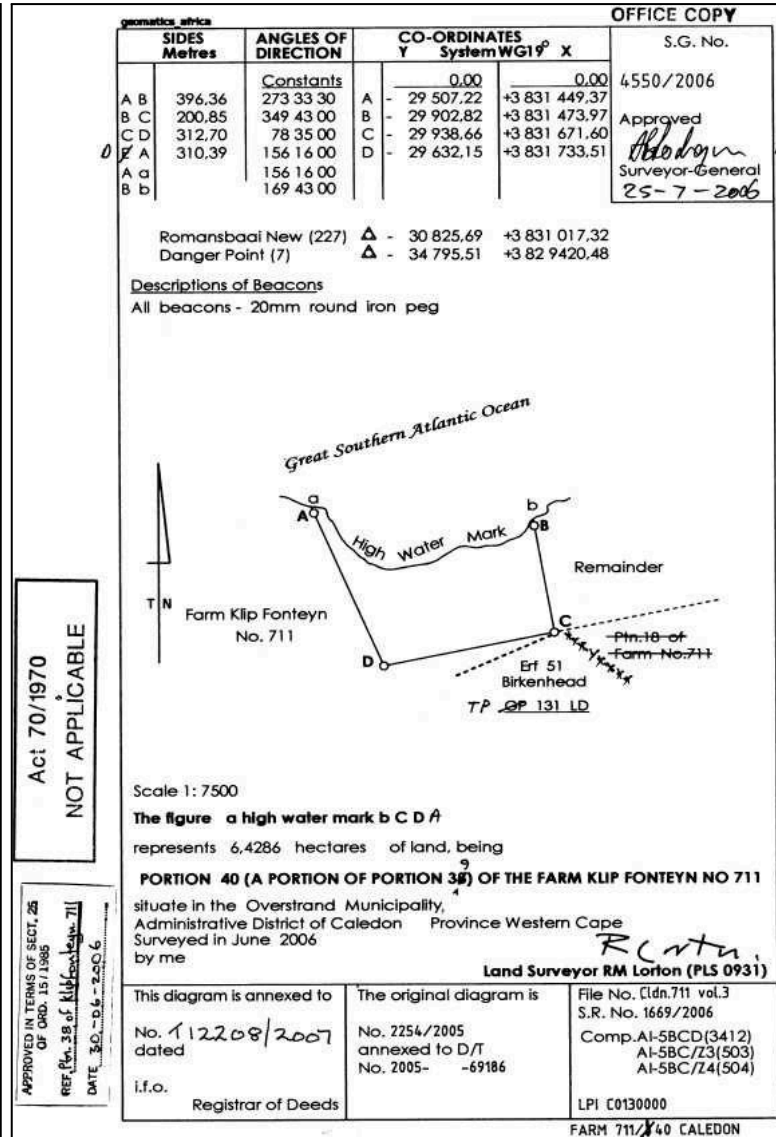 geomatics_africa
OFFICE COPY
SIDES Metres
ANGLES OF DIRECTION
CO-ORDINATES
Y System WG19° X
S.G. No.
4550/2006
Approved
Surveyor-General
25-7-2006
Constants 0,00 0,00
A B 396,36 273 33 30 A - 29 507,22 +3 831 449,37
B C 200,85 349 43 00 B - 29 902,82 +3 831 473,97
C D 312,70 78 35 00 C - 29 938,66 +3 831 671,60
D E A 310,39 156 16 00 D - 29 632,15 +3 831 733,51
A a 156 16 00
B b 169 43 00
Romansbaai New (227) Δ - 30 825,69 +3 831 017,32
Danger Point (7) Δ - 34 795,51 +3 82 9420,48
Descriptions of Beacons
All beacons - 20mm round iron peg
Great Southern Atlantic Ocean
a
A
b
B
High Water Mark
Remainder
T N
Farm Klip Fonteyn
No. 711
C
D
Ptn.18 of
Farm No.711
Erf 51
Birkenhead
TP GP 131 LD
Act 70/1970
NOT APPLICABLE
Scale 1: 7500
The figure a high water mark b C D A
represents 6,4286 hectares of land, being
PORTION 40 (A PORTION OF PORTION 39) OF THE FARM KLIP FONTEYN NO 711
situate in the Overstrand Municipality,
Administrative District of Caledon Province Western Cape
Surveyed in June 2006
by me
Land Surveyor RM Lorton (PLS 0931)
APPROVED IN TERMS OF SECT. 25
OF ORD. 15/1985
REF. Ptn. 38 of Klipfonteyn 711
DATE 30-06-2006
This diagram is annexed to
No. T12208/2007
dated
i.f.o.
Registrar of Deeds
The original diagram is
No. 2254/2005
annexed to D/T
No. 2005- -69186
File No. Cldn.711 vol.3
S.R. No. 1669/2006
Comp.AI-5BCD(3412)
AI-5BC/Z3(503)
AI-5BC/Z4(504)
LPI C0130000
FARM 711/40 CALEDON